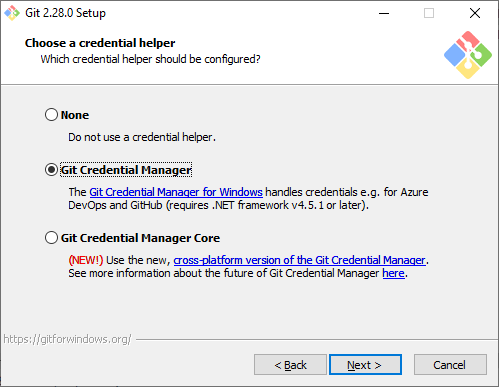 Git 2.28.0 Setup
Choose a credential helper
Which credential helper should be configured?
None
Do not use a credential helper.
Git Credential Manager
The Git Credential Manager for Windows handles credentials e.g. for Azure
DevOps and GitHub (requires .NET framework v4.5.1 or later).
Git Credential Manager Core
(NEW!) Use the new, cross-platform version of the Git Credential Manager.
See more information about the future of Git Credential Manager here.
https://gitforwindows.org/
< Back
Next >
Cancel